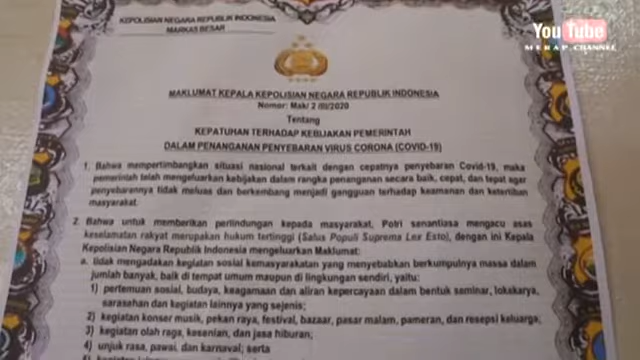 KEPOLISIAN NEGARA REPUBLIK INDONESIA
MARKAS BESAR
YouTube
MERAP_CHANNEL
MAKLUMAT KEPALA KEPOLISIAN NEGARA REPUBLIK INDONESIA
Nomor: Mak/ 2 /III/2020
Tentang
KEPATUHAN TERHADAP KEBIJAKAN PEMERINTAH
DALAM PENANGANAN PENYEBARAN VIRUS CORONA (COVID-19)
1. Bahwa mempertimbangkan situasi nasional terkait dengan cepatnya penyebaran Covid-19, maka
pemerintah telah mengeluarkan kebijakan dalam rangka penanganan secara baik, cepat, dan tepat agar
penyebarannya tidak meluas dan berkembang menjadi gangguan terhadap keamanan dan ketertiban
masyarakat.
2. Bahwa untuk memberikan perlindungan kepada masyarakat, Polri senantiasa mengacu asas
keselamatan rakyat merupakan hukum tertinggi (Salus Populi Suprema Lex Esto), dengan ini Kepala
Kepolisian Negara Republik Indonesia mengeluarkan Maklumat:
a. tidak mengadakan kegiatan sosial kemasyarakatan yang menyebabkan berkumpulnya massa dalam
jumlah banyak, baik di tempat umum maupun di lingkungan sendiri, yaitu:
1) pertemuan sosial, budaya, keagamaan dan aliran kepercayaan dalam bentuk seminar, lokakarya,
sarasehan dan kegiatan lainnya yang sejenis;
2) kegiatan konser musik, pekan raya, festival, bazaar, pasar malam, pameran, dan resepsi keluarga;
3) kegiatan olah raga, kesenian, dan jasa hiburan;
4) unjuk rasa, pawai, dan karnaval; serta